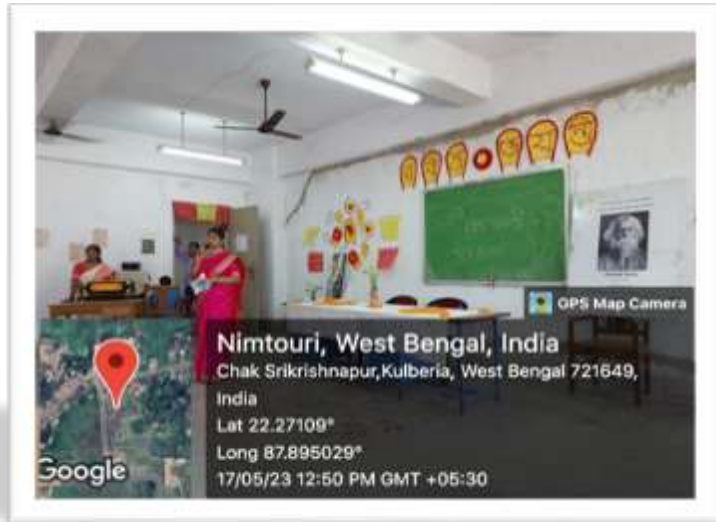 GPS Map Camera
Nimtouri, West Bengal, India
Chak Srikrishnapur,Kulberia, West Bengal 721649,
India
Lat 22.27109°
Long 87.895029°
17/05/23 12:50 PM GMT +05:30
Google